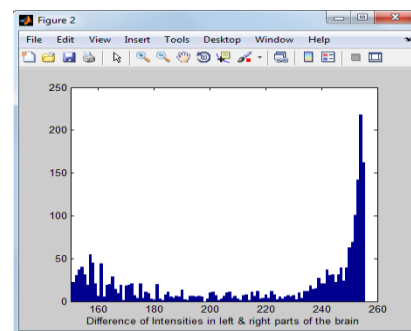 Figure 2
File Edit View Insert Tools Desktop Window Help
250
200
150
100
50
0
160 180 200 220 240 260
Difference of Intensities in left & right parts of the brain